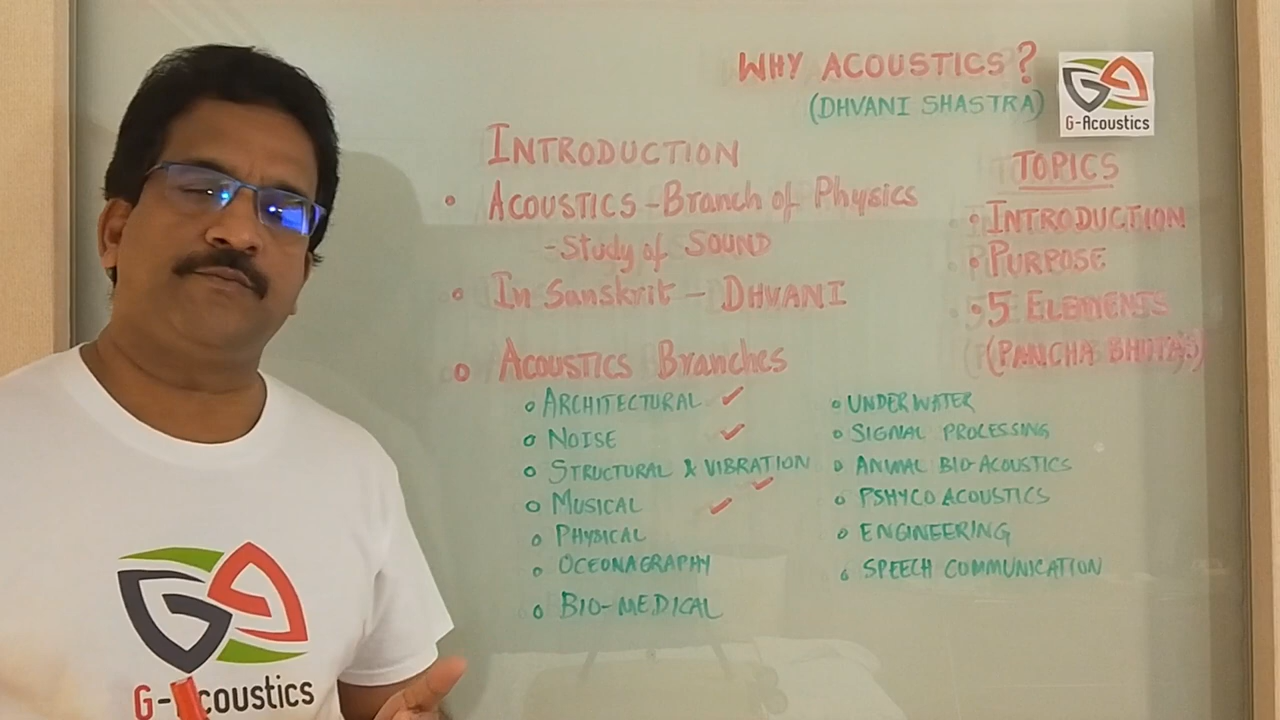 WHY ACOUSTICS?
(DHVANI SHASTRA)
G-Acoustics
INTRODUCTION
• ACOUSTICS - Branch of Physics
- Study of SOUND
• In Sanskrit - DHVANI
• ACOUSTICS Branches
ARCHITECTURAL ✓
NOISE ✓
STRUCTURAL & VIBRATION ✓
MUSICAL ✓
PHYSICAL
OCEONAGRAPHY
BIO-MEDICAL
UNDERWATER
SIGNAL PROCESSING
ANIMAL BIO-ACOUSTICS
PSHYCO ACOUSTICS
ENGINEERING
SPEECH COMMUNICATION
TOPICS
• INTRODUCTION
• PURPOSE
• 5 ELEMENTS
(PANCHA BHUTAS)
G-Acoustics